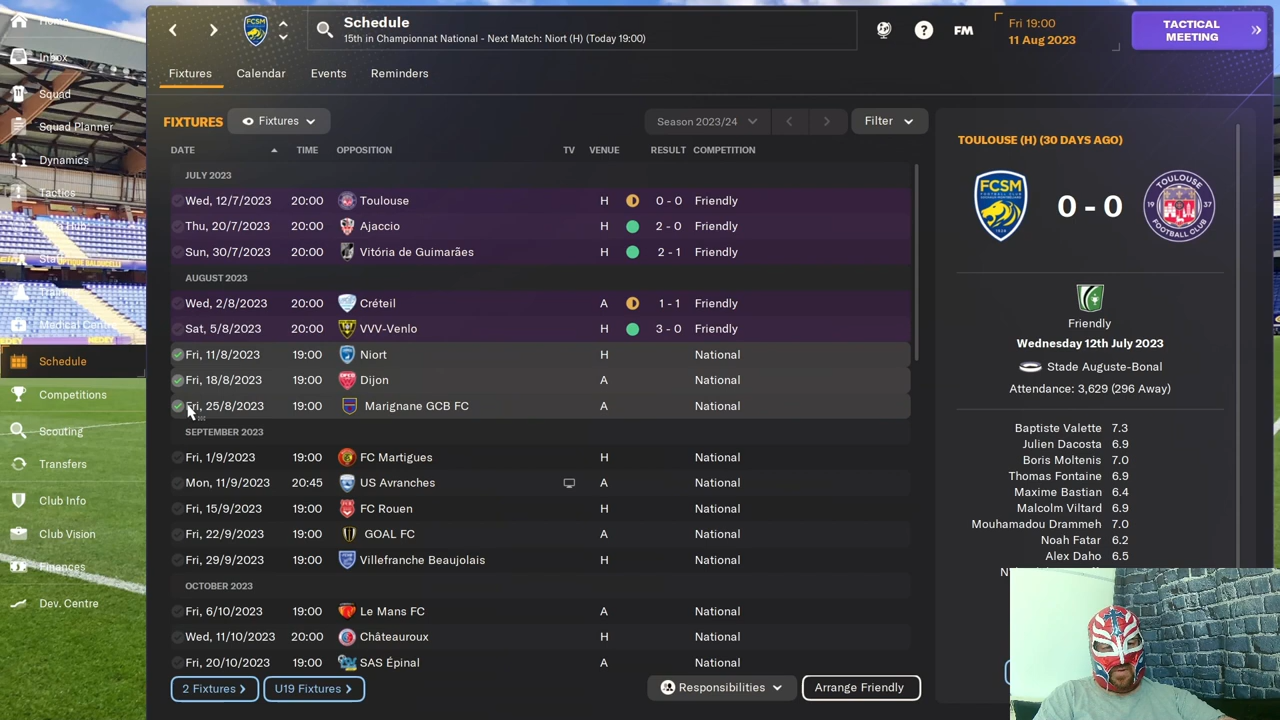 Home
FCSM
Schedule
15th in Championnat National - Next Match: Niort (H) (Today 19:00)
?
FM
Fri 19:00
11 Aug 2023
TACTICAL
MEETING
Inbox
Squad
Squad Planner
Dynamics
Tactics
Schedule
Competitions
Scouting
Transfers
Club Info
Club Vision
Finances
Dev. Centre
Fixtures
Calendar
Events
Reminders
FIXTURES
Fixtures
Season 2023/24
Filter
DATE TIME OPPOSITION TV VENUE RESULT COMPETITION
JULY 2023
Wed, 12/7/2023 20:00 Toulouse H 0 - 0 Friendly
Thu, 20/7/2023 20:00 Ajaccio H 2 - 0 Friendly
Sun, 30/7/2023 20:00 Vitória de Guimarães H 2 - 1 Friendly
AUGUST 2023
Wed, 2/8/2023 20:00 Créteil A 1 - 1 Friendly
Sat, 5/8/2023 20:00 VVV-Venlo H 3 - 0 Friendly
Fri, 11/8/2023 19:00 Niort H National
Fri, 18/8/2023 19:00 Dijon A National
Fri, 25/8/2023 19:00 Marignane GCB FC A National
SEPTEMBER 2023
Fri, 1/9/2023 19:00 FC Martigues H National
Mon, 11/9/2023 20:45 US Avranches A National
Fri, 15/9/2023 19:00 FC Rouen H National
Fri, 22/9/2023 19:00 GOAL FC A National
Fri, 29/9/2023 19:00 Villefranche Beaujolais H National
OCTOBER 2023
Fri, 6/10/2023 19:00 Le Mans FC A National
Wed, 11/10/2023 20:00 Châteauroux H National
Fri, 20/10/2023 19:00 SAS Épinal A National
2 Fixtures
U19 Fixtures
Responsibilities
Arrange Friendly
TOULOUSE (H) (30 DAYS AGO)
FCSM
0 - 0
TOULOUSE
19 37
FOOTBALL CLUB
Friendly
Wednesday 12th July 2023
Stade Auguste-Bonal
Attendance: 3,629 (296 Away)
Baptiste Valette 7.3
Julien Dacosta 6.9
Boris Moltenis 7.0
Thomas Fontaine 6.9
Maxime Bastian 6.4
Malcolm Viltard 6.9
Mouhamadou Drammeh 7.0
Noah Fatar 6.2
Alex Daho 6.5